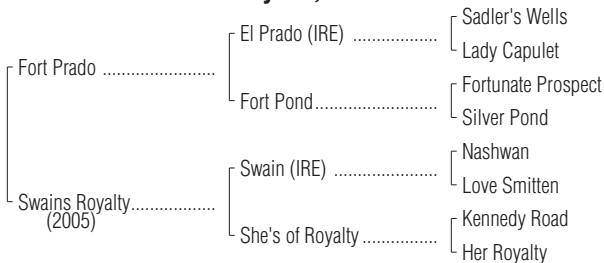 Sadler's Wells
El Prado (IRE) ..................
Lady Capulet
Fort Prado ........................
Fortunate Prospect
Fort Pond..........................
Silver Pond
Nashwan
Swain (IRE) ......................
Love Smitten
Swains Royalty..................
(2005)
Kennedy Road
She's of Royalty ................
Her Royalty